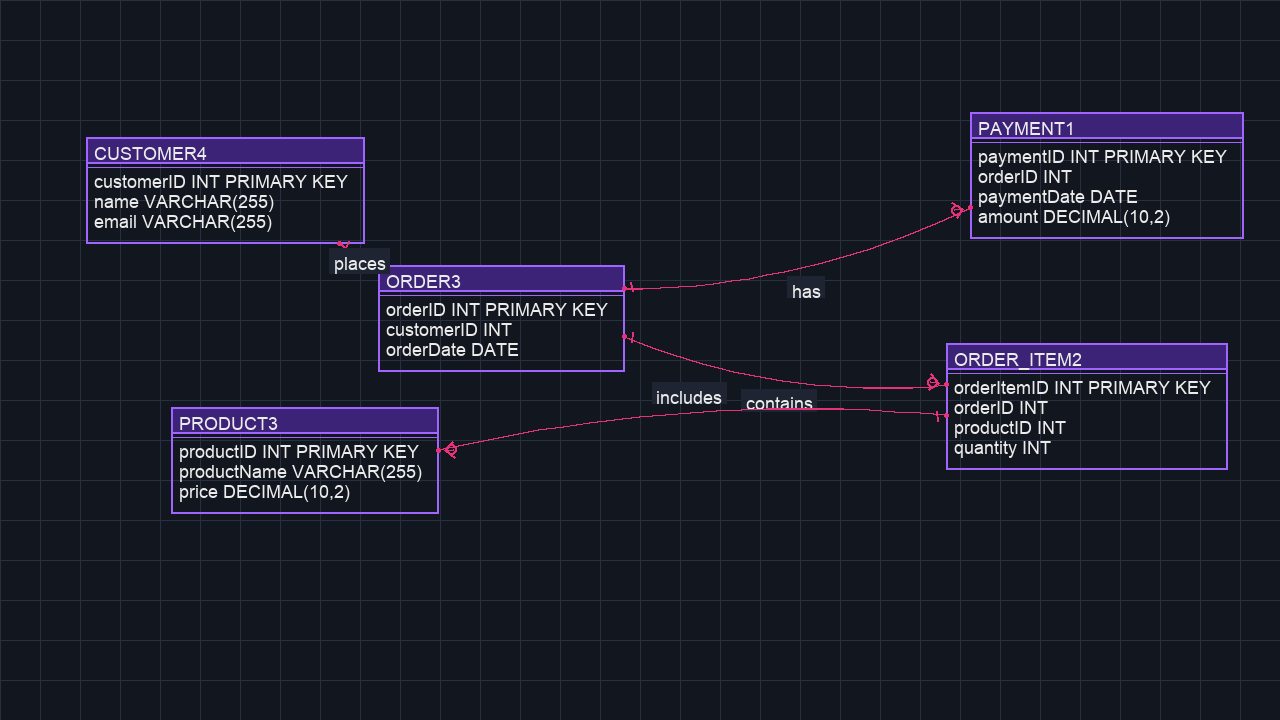 CUSTOMER4
customerID INT PRIMARY KEY
name VARCHAR(255)
email VARCHAR(255)
places
ORDER3
orderID INT PRIMARY KEY
customerID INT
orderDate DATE
PAYMENT1
paymentID INT PRIMARY KEY
orderID INT
paymentDate DATE
amount DECIMAL(10,2)
has
ORDER_ITEM2
orderItemID INT PRIMARY KEY
orderID INT
productID INT
quantity INT
includes
contains
PRODUCT3
productID INT PRIMARY KEY
productName VARCHAR(255)
price DECIMAL(10,2)